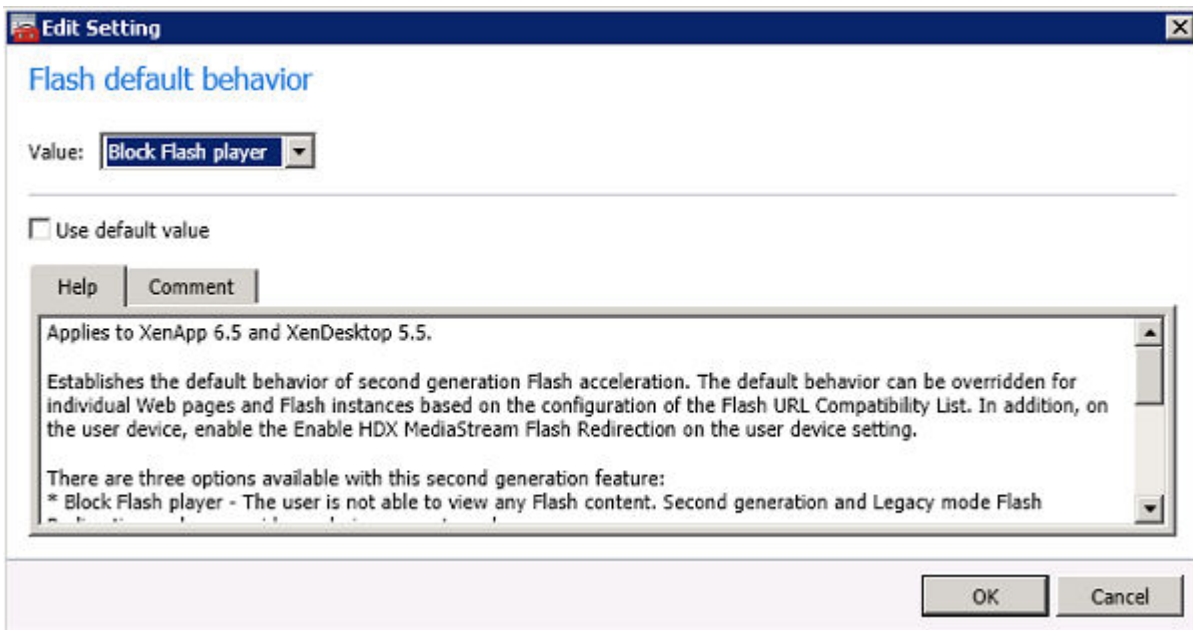 Edit Setting
Flash default behavior
Value: Block Flash player
Use default value
Help Comment
Applies to XenApp 6.5 and XenDesktop 5.5.
Establishes the default behavior of second generation Flash acceleration. The default behavior can be overridden for
individual Web pages and Flash instances based on the configuration of the Flash URL Compatibility List. In addition, on
the user device, enable the Enable HDX MediaStream Flash Redirection on the user device setting.
There are three options available with this second generation feature:
* Block Flash player - The user is not able to view any Flash content. Second generation and Legacy mode Flash
OK Cancel